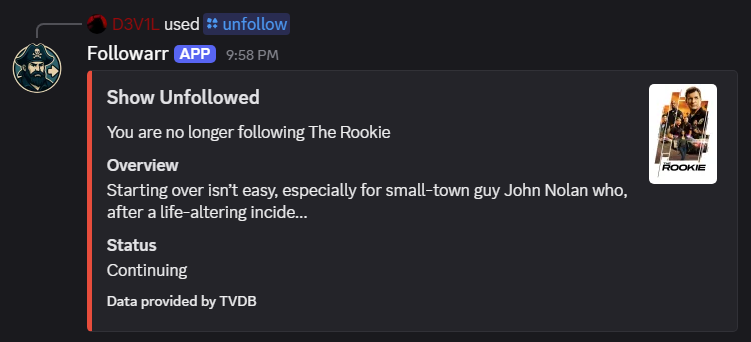 D3V1L used unfollow
Followarr APP 9:58 PM
Show Unfollowed
You are no longer following The Rookie
Overview
Starting over isn't easy, especially for small-town guy John Nolan who,
after a life-altering incide...
Status
Continuing
Data provided by TVDB
THE
ROOKIE